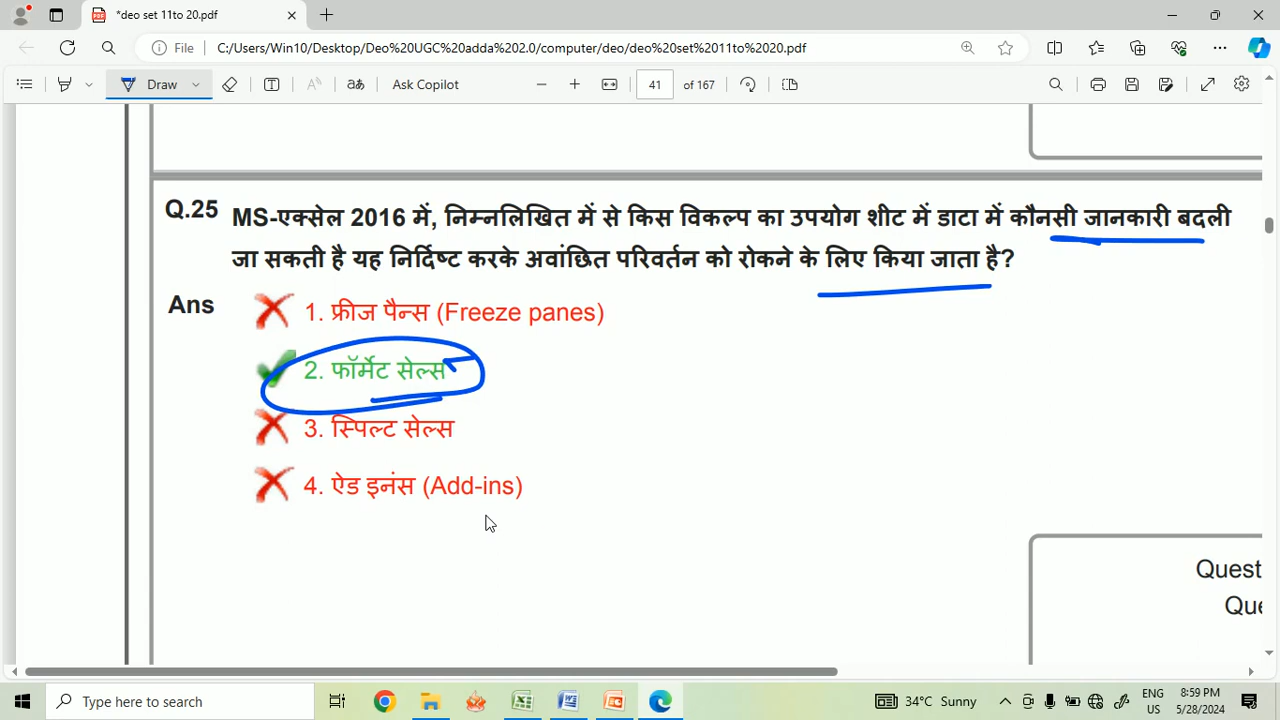 *deo set 11to 20.pdf
File
C:/Users/Win10/Desktop/Deo%20UGC%20adda%202.0/computer/deo/deo%20set%2011to%2020.pdf
Draw
aあ
Ask Copilot
41 of 167
Q.25 MS-एक्सेल 2016 में, निम्नलिखित में से किस विकल्प का उपयोग शीट में डाटा में कौनसी जानकारी बदली
जा सकती है यह निर्दिष्ट करके अवांछित परिवर्तन को रोकने के लिए किया जाता है?
Ans
1. फ्रीज पैन्स (Freeze panes)
2. फॉर्मेट सेल्स
3. स्पिल्ट सेल्स
4. ऐड इनंस (Add-ins)
Quest
Que
Type here to search
34°C Sunny
ENG
US
8:59 PM
5/28/2024